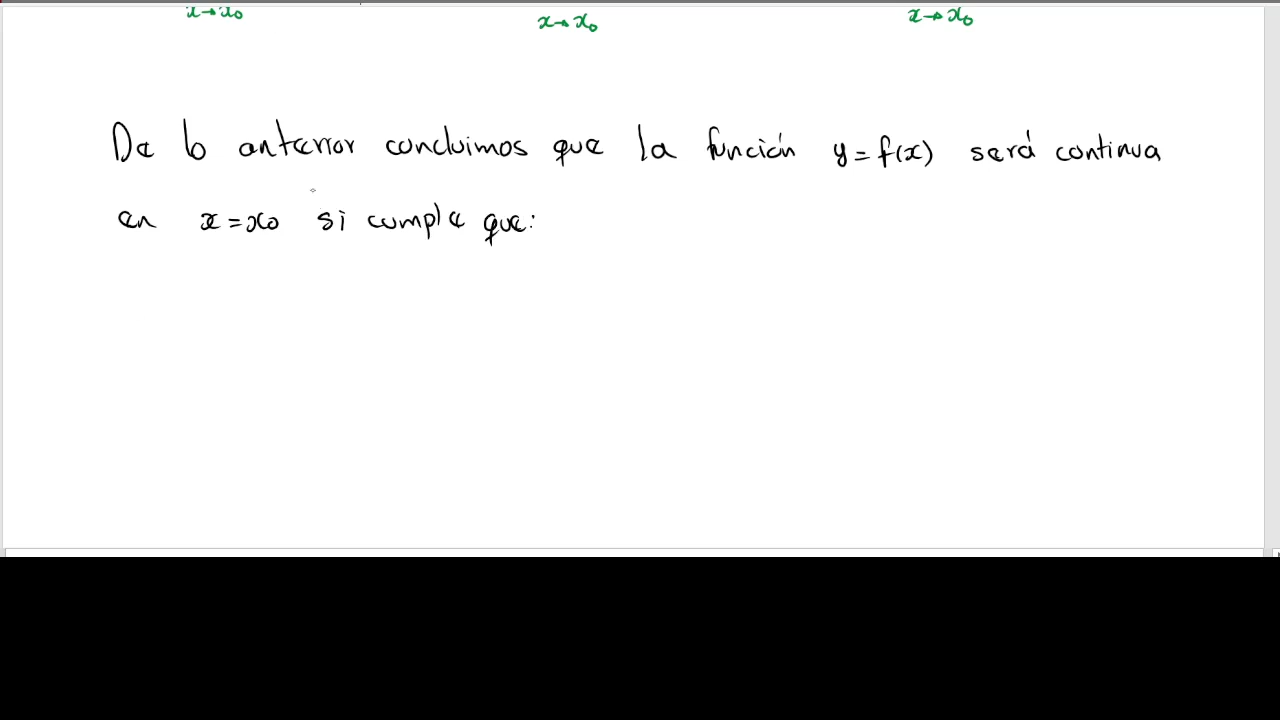 x→x₀ x→x₀ x→x₀
De lo anterior concluimos que la función y=f(x) será continua
en x=x₀ si cumple que: